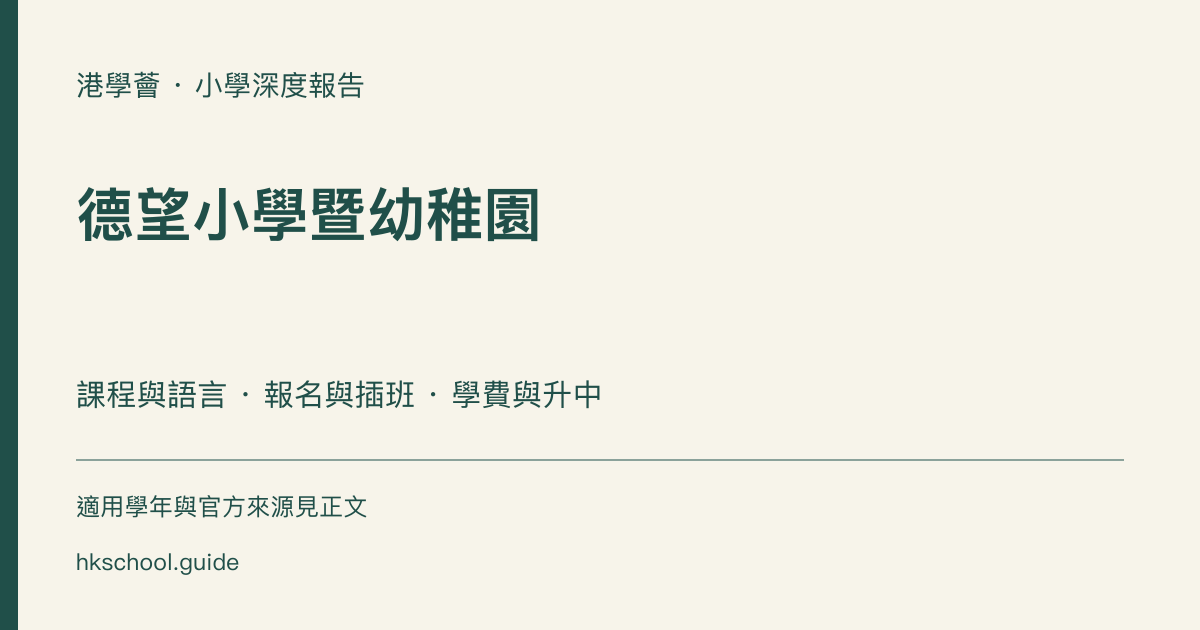 港學薈 · 小學深度報告
德望小學暨幼稚園
課程與語言 · 報名與插班 · 學費與升中
適用學年與官方來源見正文
hkschool.guide